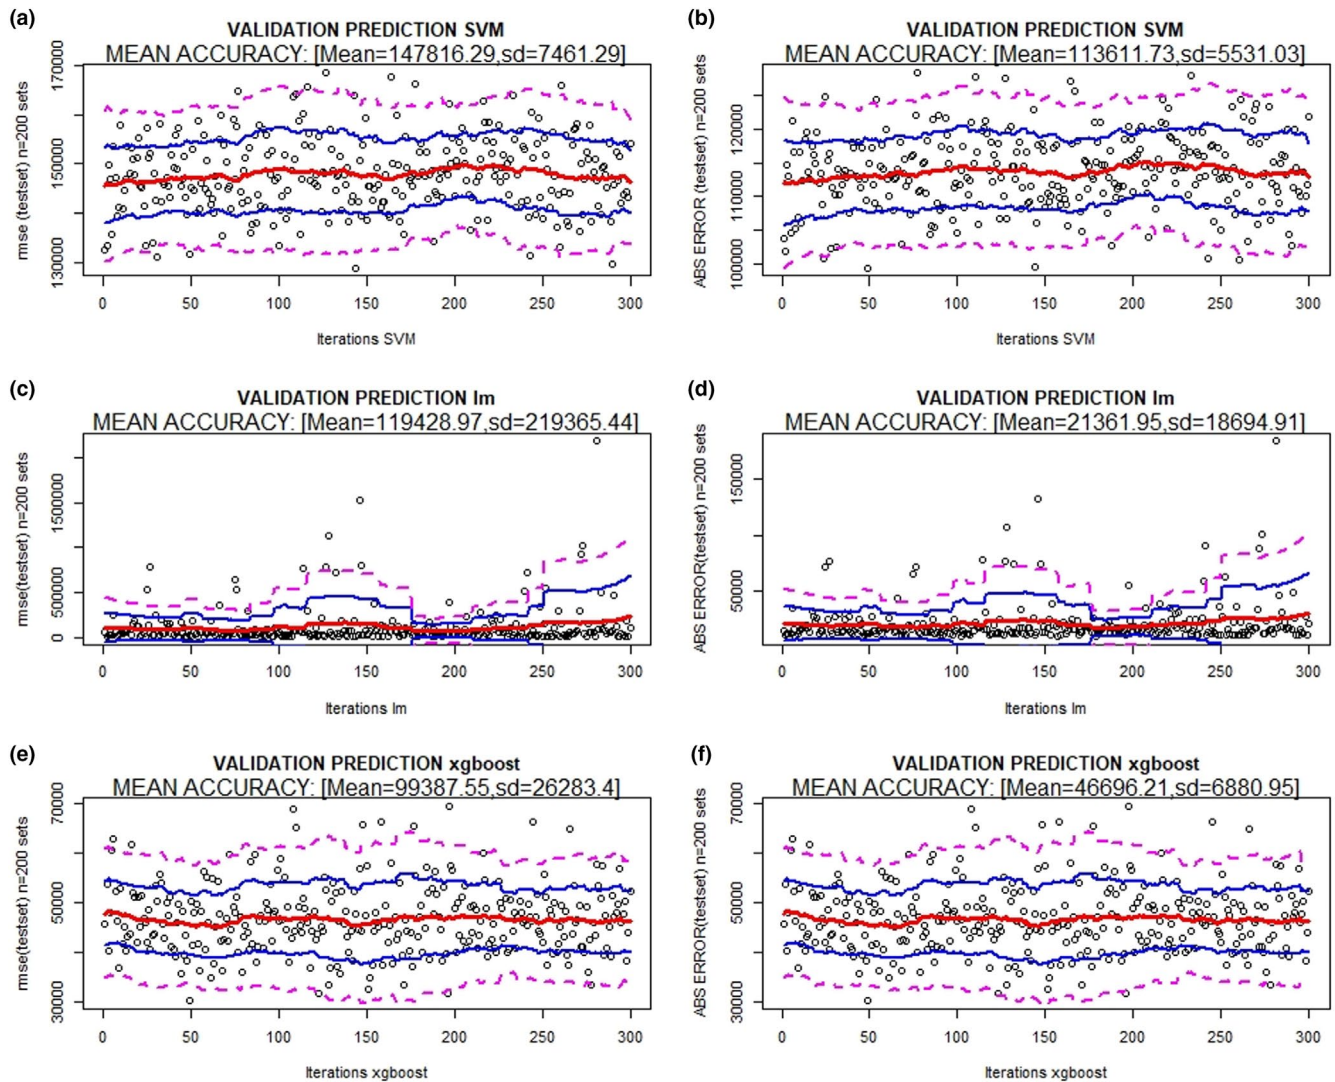 (a)
VALIDATION PREDICTION SVM
MEAN ACCURACY: [Mean=147816.29,sd=7461.29]
rmse (testset) n=200 sets
170000
150000
130000
0 50 100 150 200 250 300
Iterations SVM
(b)
VALIDATION PREDICTION SVM
MEAN ACCURACY: [Mean=113611.73,sd=5531.03]
ABS ERROR (testset) n=200 sets
120000
110000
100000
0 50 100 150 200 250 300
Iterations SVM
(c)
VALIDATION PREDICTION lm
MEAN ACCURACY: [Mean=119428.97,sd=219365.44]
rmse(testset) n=200 sets
1500000
500000
0
0 50 100 150 200 250 300
Iterations lm
(d)
VALIDATION PREDICTION lm
MEAN ACCURACY: [Mean=21361.95,sd=18694.91]
ABS ERROR(testset) n=200 sets
150000
50000
0 50 100 150 200 250 300
Iterations lm
(e)
VALIDATION PREDICTION xgboost
MEAN ACCURACY: [Mean=99387.55,sd=26283.4]
rmse(testset) n=200 sets
70000
50000
30000
0 50 100 150 200 250 300
Iterations xgboost
(f)
VALIDATION PREDICTION xgboost
MEAN ACCURACY: [Mean=46696.21,sd=6880.95]
ABS ERROR(testset) n=200 sets
70000
50000
30000
0 50 100 150 200 250 300
Iterations xgboost